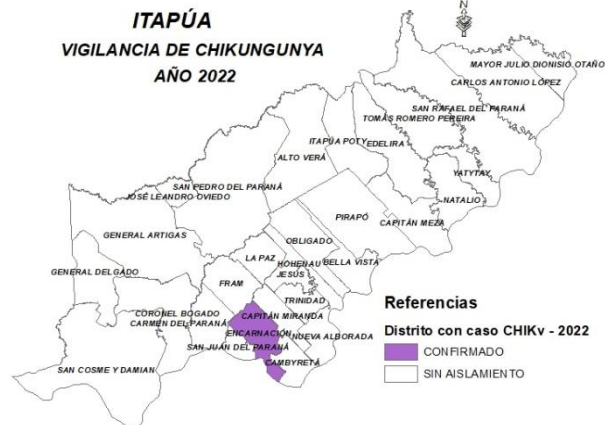 ITAPÚA
VIGILANCIA DE CHIKUNGUNYA
AÑO 2022
N
MAYOR JULIO DIONISIO OTAÑO
CARLOS ANTONIO LÓPEZ
SAN RAFAEL DEL PARANÁ
TOMÁS ROMERO PEREIRA
ITAPÚA POTY
EDELIRA
ALTO VERÁ
YATYTAY
NATALIO
SAN PEDRO DEL PARANÁ
JOSÉ LEANDRO OVIEDO
PIRAPÓ
CAPITÁN MEZA
GENERAL ARTIGAS
OBLIGADO
LA PAZ
HOHENAU
BELLA VISTA
JESÚS
GENERAL DELGADO
FRAM
TRINIDAD
CORONEL BOGADO
CAPITÁN MIRANDA
CARMEN DEL PARANÁ
ENCARNACIÓN
NUEVA ALBORADA
SAN JUAN DEL PARANÁ
CAMBYRETÁ
SAN COSME Y DAMIAN
Referencias
Distrito con caso CHIKv - 2022
CONFIRMADO
SIN AISLAMIENTO